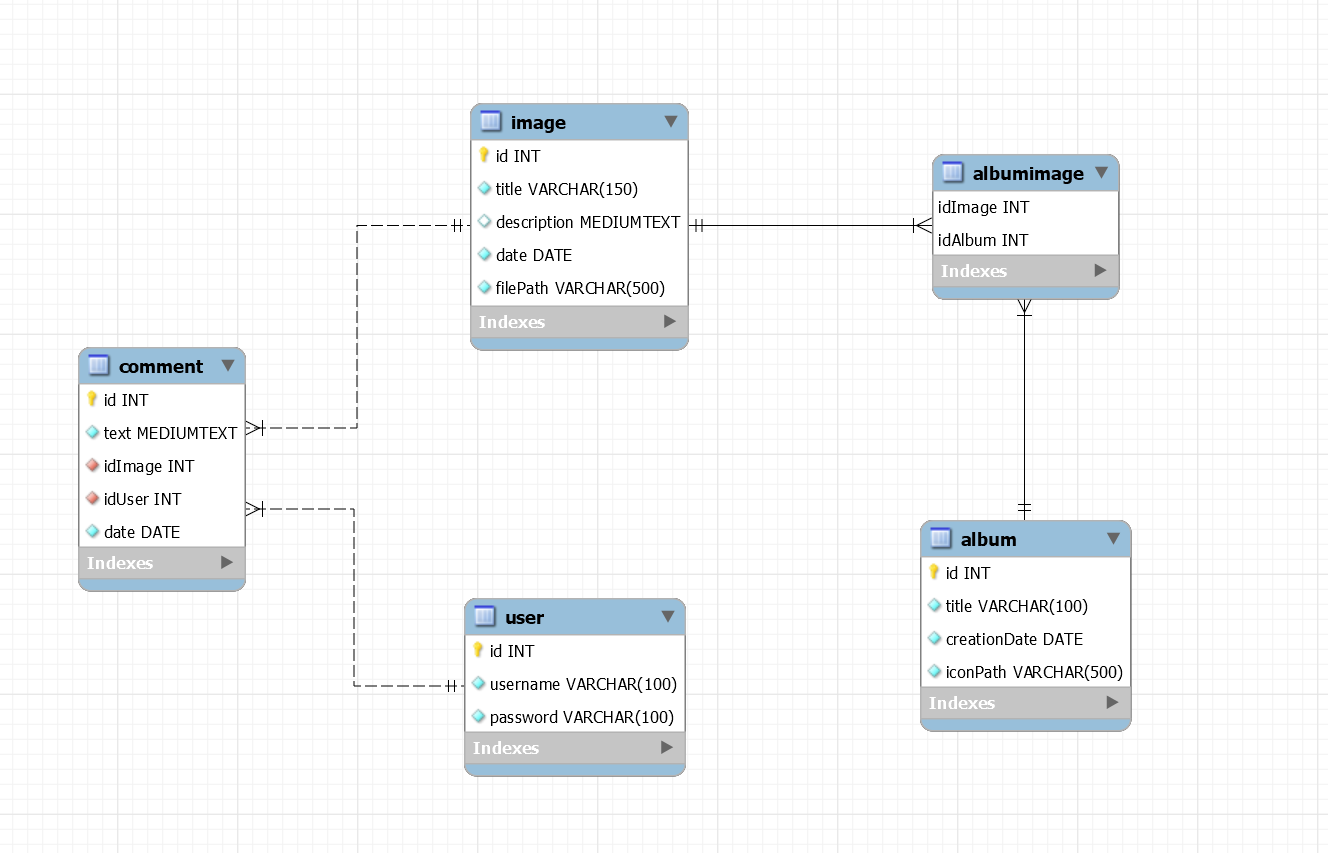 image
id INT
title VARCHAR(150)
description MEDIUMTEXT
date DATE
filePath VARCHAR(500)
Indexes
albumimage
idImage INT
idAlbum INT
Indexes
comment
id INT
text MEDIUMTEXT
idImage INT
idUser INT
date DATE
Indexes
user
id INT
username VARCHAR(100)
password VARCHAR(100)
Indexes
album
id INT
title VARCHAR(100)
creationDate DATE
iconPath VARCHAR(500)
Indexes